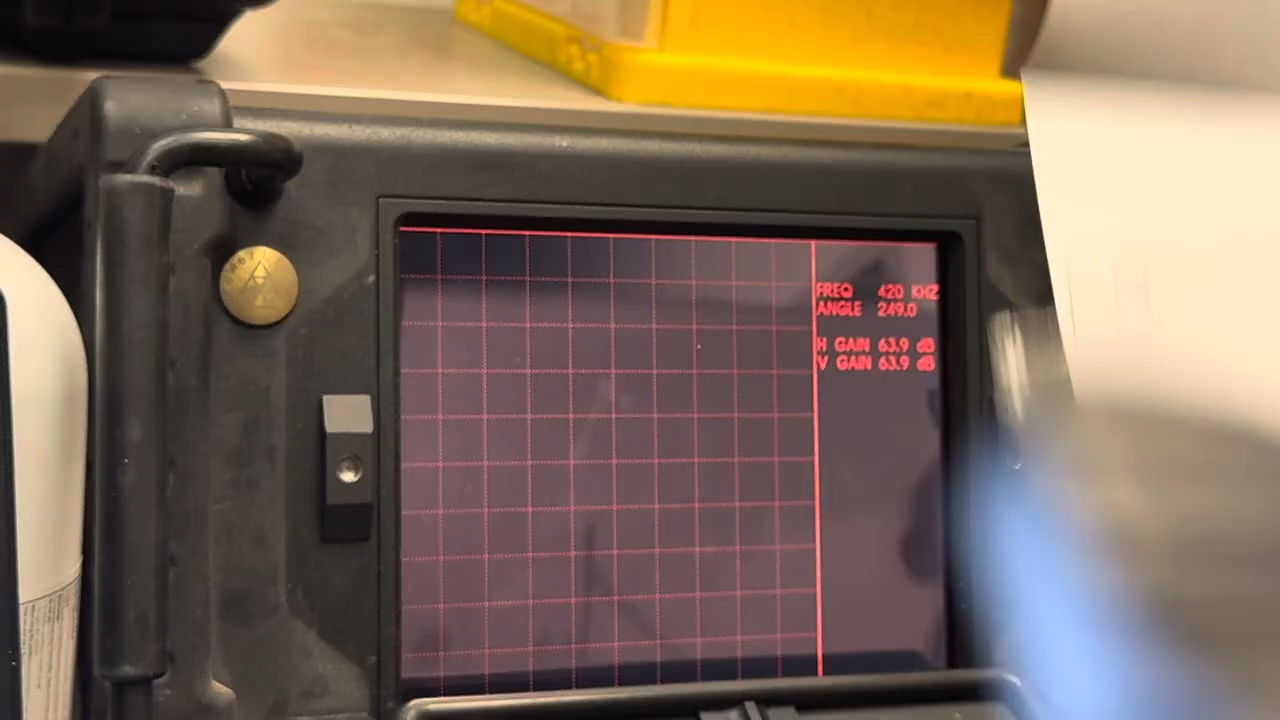 FREQ 420 KHZ
ANGLE 249.0
H GAIN 63.9 dB
V GAIN 63.9 dB